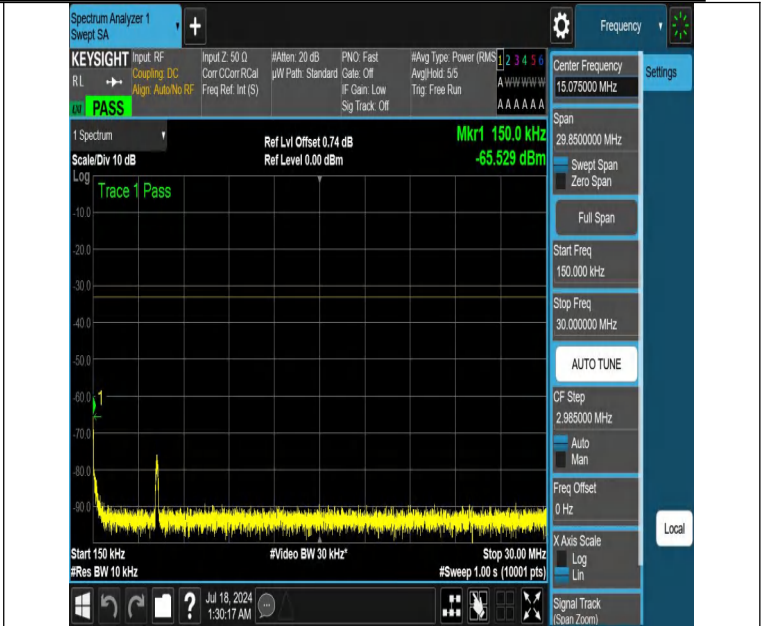 Spectrum Analyzer 1
Swept SA
+
Frequency
KEYSIGHT
RL
LXI
PASS
Input: RF
Coupling: DC
Align: Auto/No RF
Input Z: 50 Ω
Corr CCorr RCal
Freq Ref: Int (S)
#Atten: 20 dB
µW Path: Standard
PNO: Fast
Gate: Off
IF Gain: Low
Sig Track: Off
#Avg Type: Power (RMS
Avg|Hold: 5/5
Trig: Free Run
1 2 3 4 5 6
A W W W W W
A A A A A A
1 Spectrum
Scale/Div 10 dB
Log
Ref Lvl Offset 0.74 dB
Ref Level 0.00 dBm
Mkr1 150.0 kHz
-65.529 dBm
Trace 1 Pass
-10.0
-20.0
-30.0
-40.0
-50.0
-60.0
1
-70.0
-80.0
-90.0
Start 150 kHz
#Res BW 10 kHz
#Video BW 30 kHz*
Stop 30.00 MHz
#Sweep 1.00 s (10001 pts)
Center Frequency
15.075000 MHz
Settings
Span
29.8500000 MHz
Swept Span
Zero Span
Full Span
Start Freq
150.000 kHz
Stop Freq
30.000000 MHz
AUTO TUNE
CF Step
2.985000 MHz
Auto
Man
Freq Offset
0 Hz
X Axis Scale
Log
Lin
Local
Signal Track
(Span Zoom)
?
Jul 18, 2024
1:30:17 AM